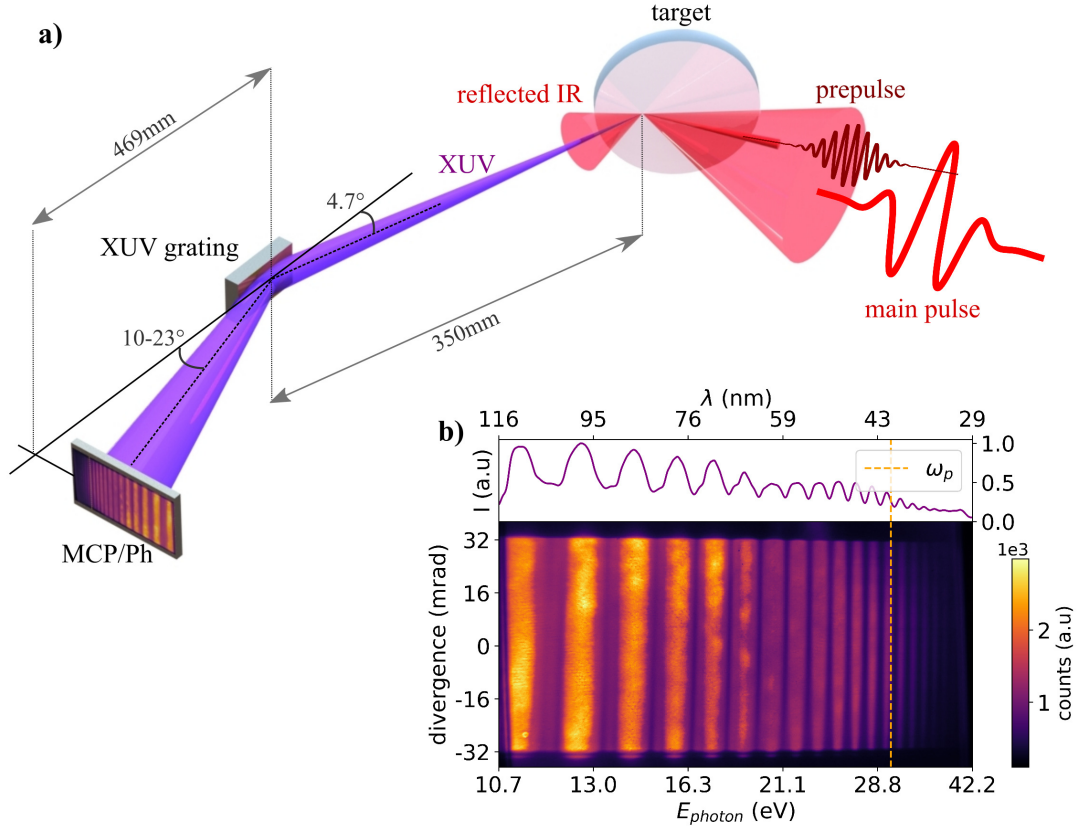 a)
target
reflected IR
prepulse
469mm
XUV
4.7°
XUV grating
350mm
main pulse
10-23°
MCP/Ph
b)
λ (nm)
116 95 76 59 43 29
I (a.u)
1.0
0.5
0.0
ω_p
divergence (mrad)
32
16
0
-16
-32
1e3
2
1
counts (a.u)
10.7 13.0 16.3 21.1 28.8 42.2
E_photon (eV)